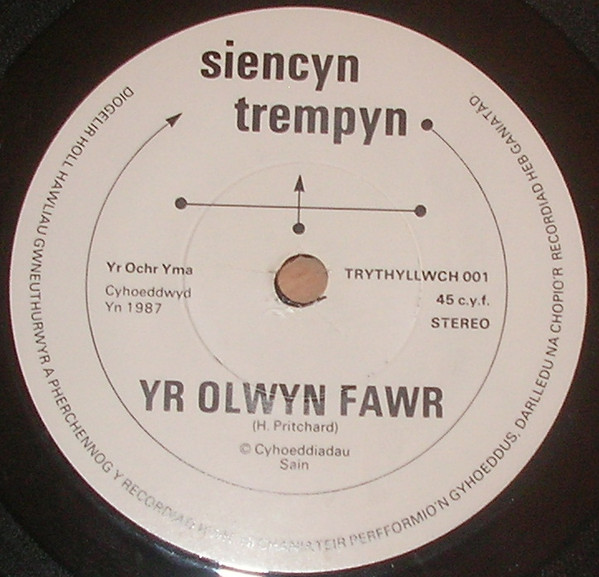 siencyn
trempyn
Yr Ochr Yma
Cyhoeddwyd
Yn 1987
TRYTHYLLWCH 001
45 c.y.f.
STEREO
YR OLWYN FAWR
(H. Pritchard)
© Cyhoeddiadau
Sain
DIOGELIR HOLL HAWLIAU GWNEUTHURWYR A PHERCHENNOG Y RECORDIAD PERFFORMIO'N GYHOEDDUS, DARLLEDU NA CHOPIO'R RECORDIAD HEB GANIATÂD